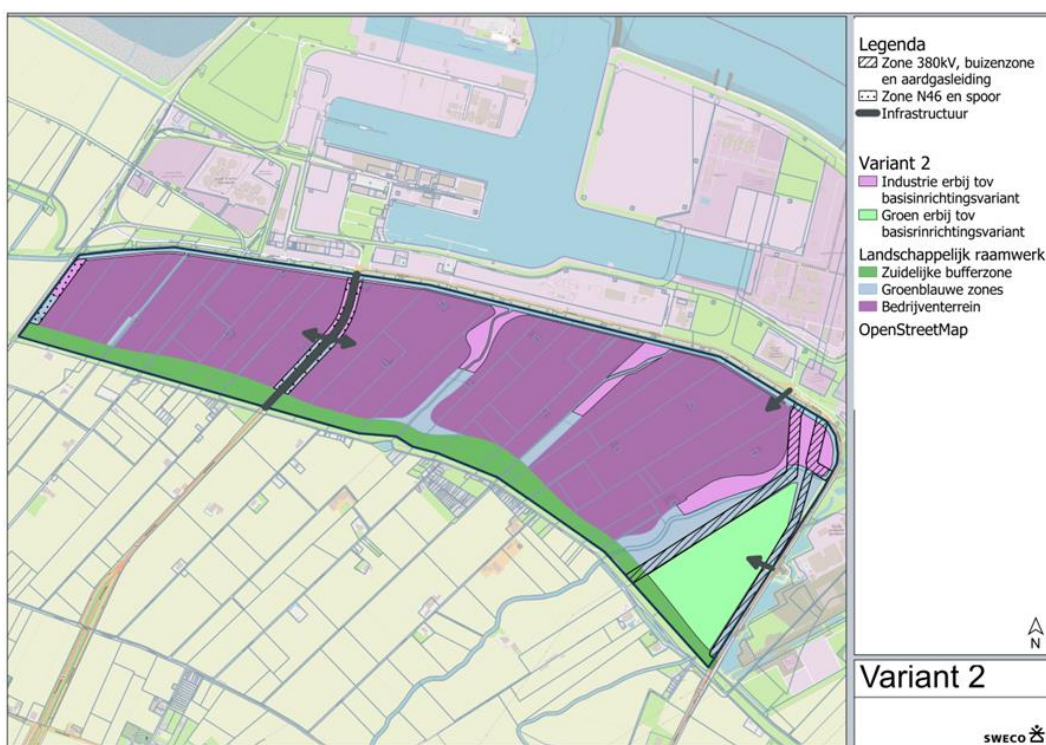 Legenda
Zone 380kV, buizenzone
en aardgasleiding
Zone N46 en spoor
Infrastructuur
Variant 2
Industrie erbij tov
basisinrichtingsvariant
Groen erbij tov
basisrinrichtingsvariant
Landschappelijk raamwerk
Zuidelijke bufferzone
Groenblauwe zones
Bedrijventerrein
OpenStreetMap
N
Variant 2
SWECO